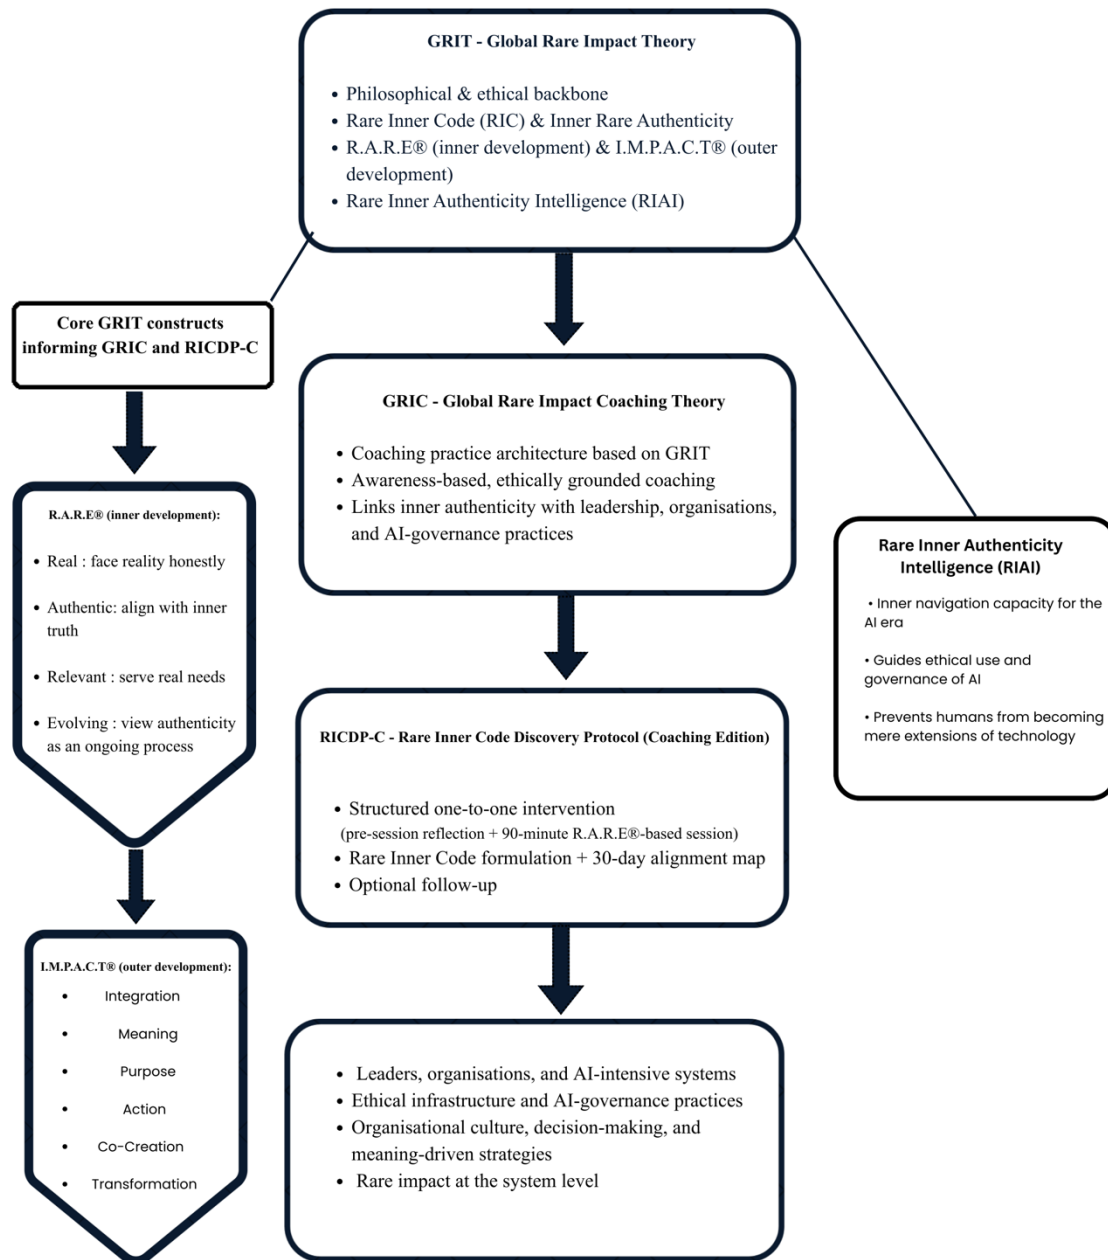 GRIT - Global Rare Impact Theory
• Philosophical & ethical backbone
• Rare Inner Code (RIC) & Inner Rare Authenticity
• R.A.R.E® (inner development) & I.M.P.A.C.T® (outer
development)
• Rare Inner Authenticity Intelligence (RIAI)
Core GRIT constructs
informing GRIC and RICDP-C
R.A.R.E® (inner development):
• Real : face reality honestly
• Authentic: align with inner
truth
• Relevant : serve real needs
• Evolving : view authenticity
as an ongoing process
I.M.P.A.C.T® (outer development):
• Integration
• Meaning
• Purpose
• Action
• Co-Creation
• Transformation
GRIC - Global Rare Impact Coaching Theory
• Coaching practice architecture based on GRIT
• Awareness-based, ethically grounded coaching
• Links inner authenticity with leadership, organisations,
and AI-governance practices
RICDP-C - Rare Inner Code Discovery Protocol (Coaching Edition)
• Structured one-to-one intervention
(pre-session reflection + 90-minute R.A.R.E®-based session)
• Rare Inner Code formulation + 30-day alignment map
• Optional follow-up
• Leaders, organisations, and AI-intensive systems
• Ethical infrastructure and AI-governance practices
• Organisational culture, decision-making, and
meaning-driven strategies
• Rare impact at the system level
Rare Inner Authenticity
Intelligence (RIAI)
• Inner navigation capacity for the
AI era
• Guides ethical use and
governance of AI
• Prevents humans from becoming
mere extensions of technology